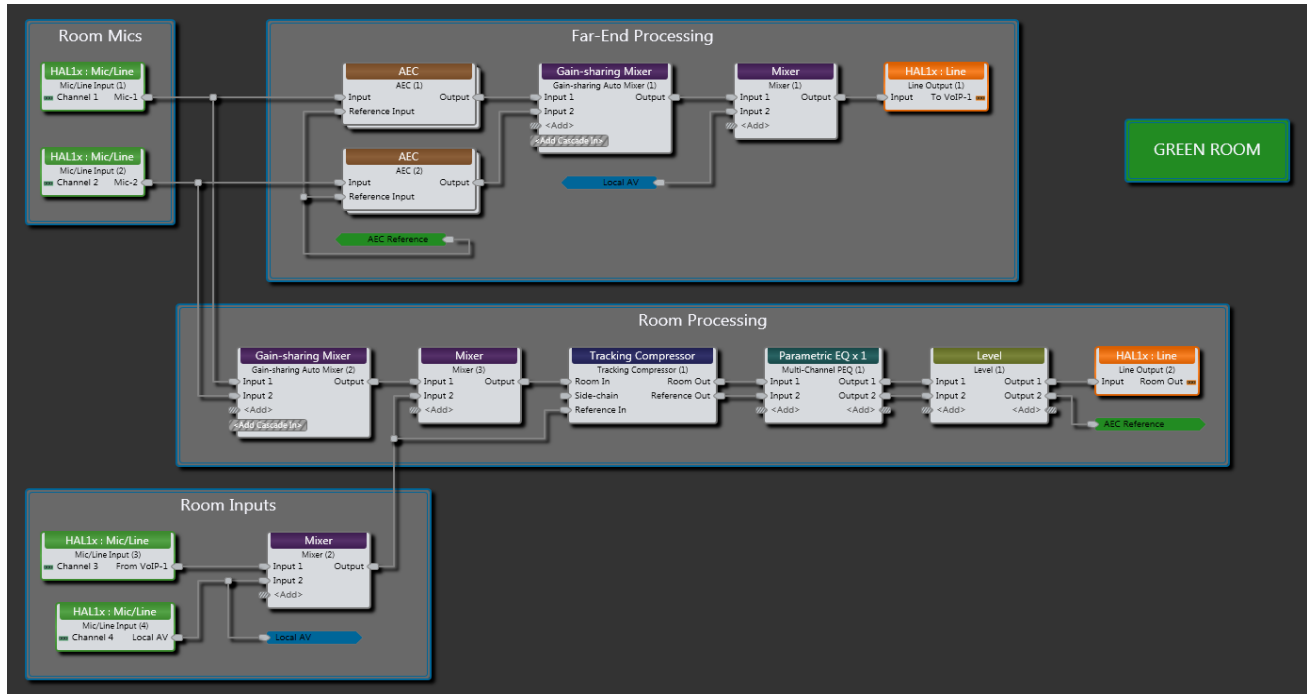 Room Mics
HAL1x : Mic/Line
Mic/Line Input (1)
Channel 1 Mic-1
HAL1x : Mic/Line
Mic/Line Input (2)
Channel 2 Mic-2
Far-End Processing
AEC
AEC (1)
Input Output
Reference Input
AEC
AEC (2)
Input Output
Reference Input
AEC Reference
Gain-sharing Mixer
Gain-sharing Auto Mixer (1)
Input 1 Output
Input 2
<Add>
<Add Cascade In>
Local AV
Mixer
Mixer (1)
Input 1 Output
Input 2
<Add>
HAL1x : Line
Line Output (1)
Input To VoIP-1
GREEN ROOM
Room Processing
Gain-sharing Mixer
Gain-sharing Auto Mixer (2)
Input 1 Output
Input 2
<Add>
<Add Cascade In>
Mixer
Mixer (3)
Input 1 Output
Input 2
<Add>
Tracking Compressor
Tracking Compressor (1)
Room In Room Out
Side-chain Reference Out
Reference In
Parametric EQ x 1
Multi-Channel PEQ (1)
Input 1 Output 1
Input 2 Output 2
<Add> <Add>
Level
Level (1)
Input 1 Output 1
Input 2 Output 2
<Add> <Add>
HAL1x : Line
Line Output (2)
Input Room Out
AEC Reference
Room Inputs
HAL1x : Mic/Line
Mic/Line Input (3)
Channel 3 From VoIP-1
HAL1x : Mic/Line
Mic/Line Input (4)
Channel 4 Local AV
Mixer
Mixer (2)
Input 1 Output
Input 2
<Add>
Local AV